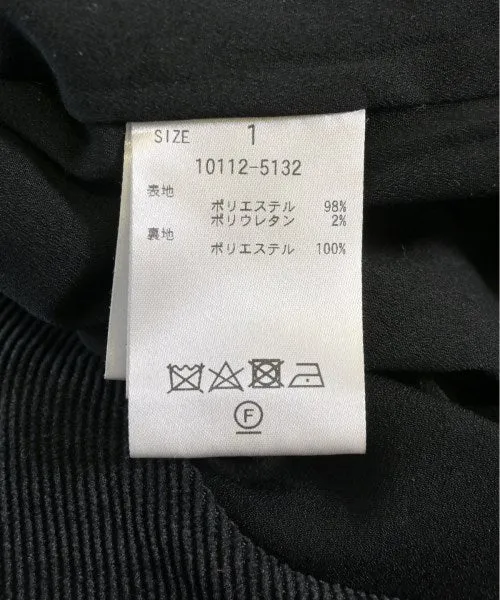 SIZE 1
10112-5132
表地
ポリエステル 98%
ポリウレタン 2%
裏地
ポリエステル 100%
F